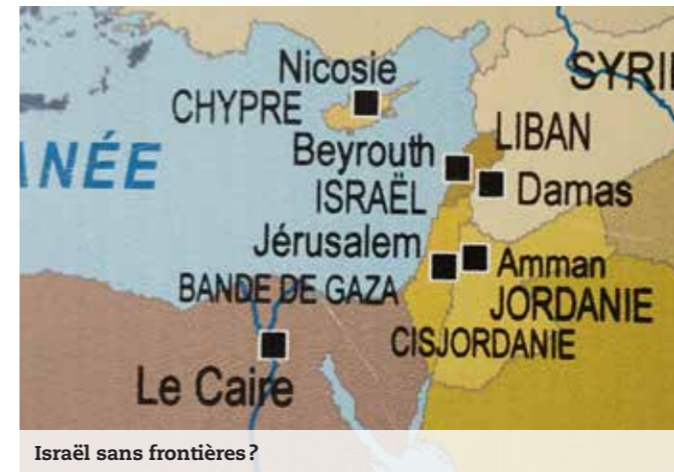 Nicosie
SYRI
CHYPRE
LIBAN
NÉE
Beyrouth
ISRAËL
Damas
Jérusalem
Amman
BANDE DE GAZA
JORDANIE
CISJORDANIE
Le Caire
Israël sans frontières?